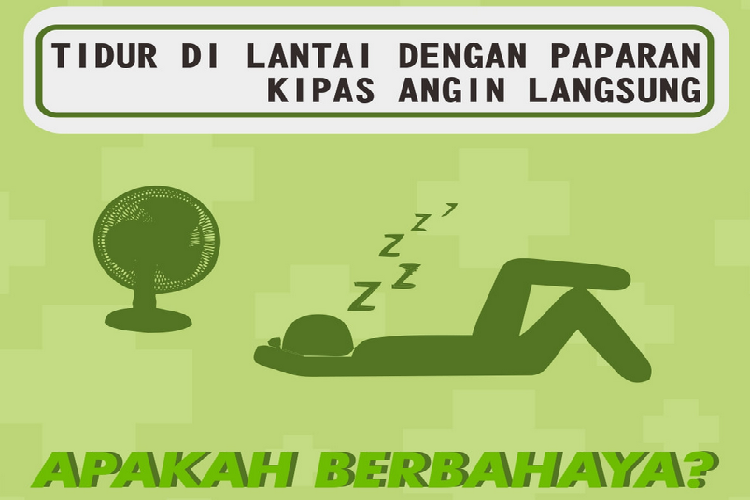 TIDUR DI LANTAI DENGAN PAPARAN
KIPAS ANGIN LANGSUNG
Z Z Z Z Z
APAKAH BERBAHAYA?